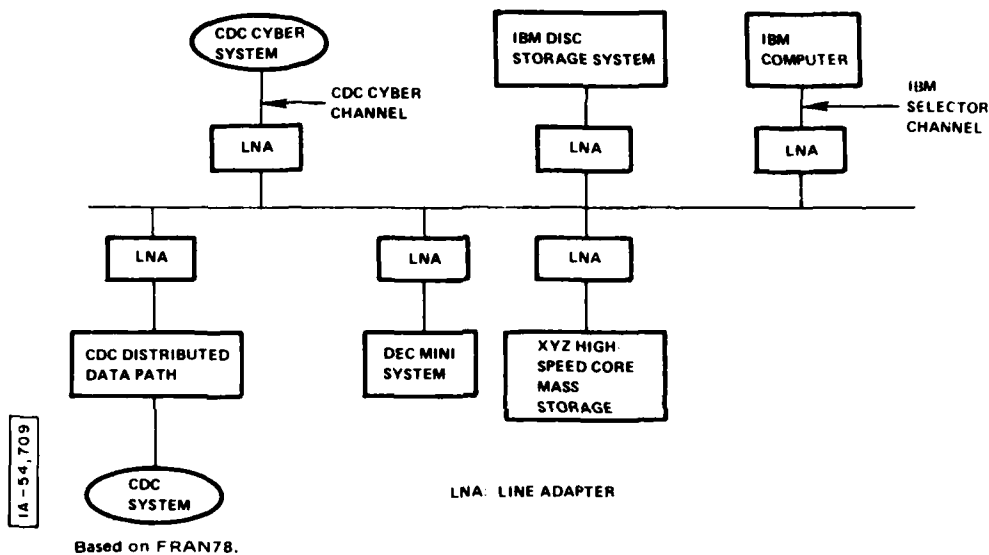 CDC CYBER
SYSTEM
IBM DISC
STORAGE SYSTEM
IBM
COMPUTER
CDC CYBER
CHANNEL
IBM
SELECTOR
CHANNEL
LNA
LNA
LNA
LNA
LNA
LNA
CDC DISTRIBUTED
DATA PATH
DEC MINI
SYSTEM
XYZ HIGH-
SPEED CORE
MASS
STORAGE
CDC
SYSTEM
LNA: LINE ADAPTER
IA-54,709
Based on FRAN78.